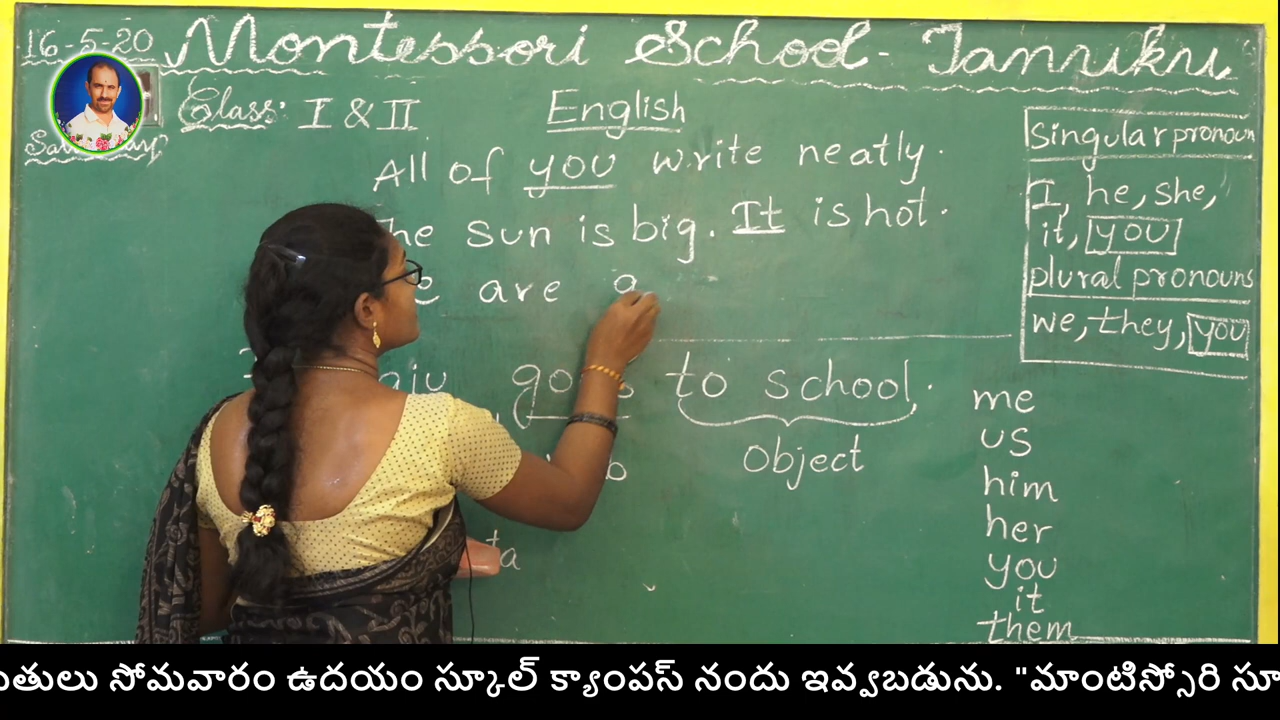 16-5-20 Montessori School - Tanuku
Class: I & II English
All of you write neatly.
The sun is big. It is hot.
are
goes to school.
Object
Singular pronoun
I, he, she,
it, you
plural pronouns
we, they, you
me
us
him
her
you
it
them
సోమవారం ఉదయం స్కూల్ క్యాంపస్ నందు ఇవ్వబడును. "మాంటిస్సోరి